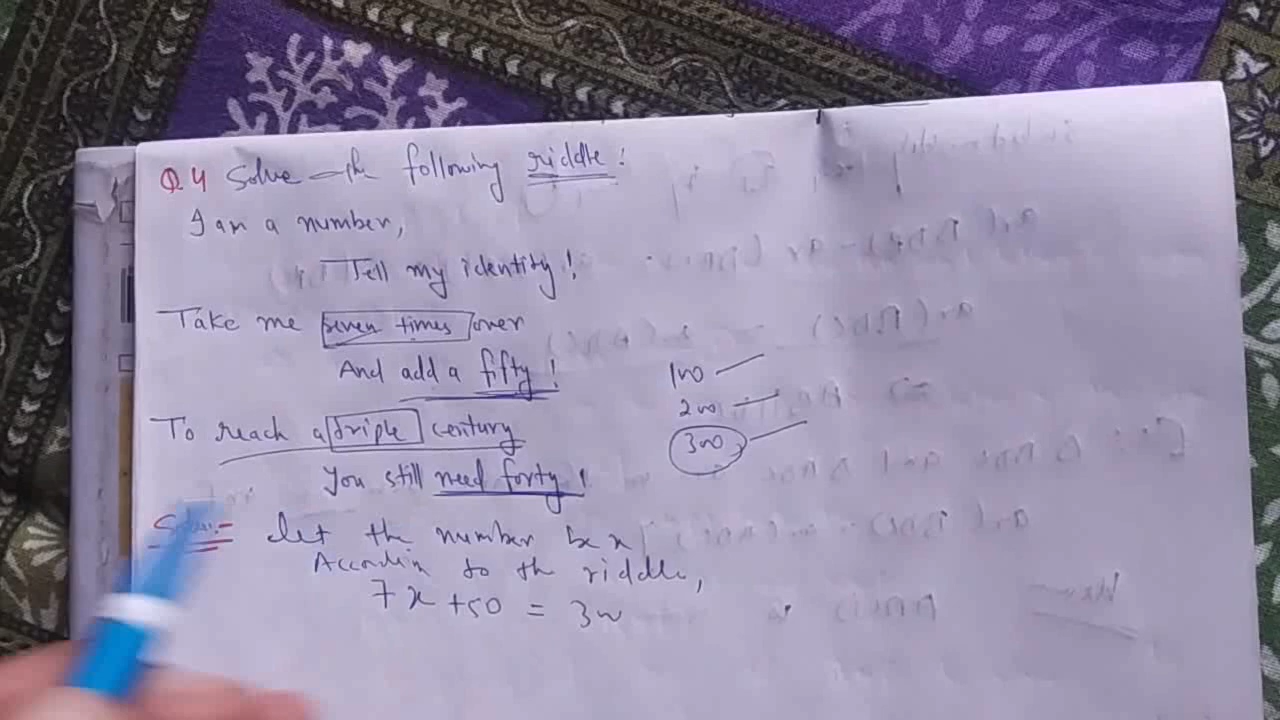 Q4 Solve the following riddle!
I am a number,
Tell my identity!
Take me seven times over
And add a fifty!
To reach a triple century
You still need forty!
100
200
300
Soln:-
Let the number be x
Accordin to the riddle,
7x +50 = 300